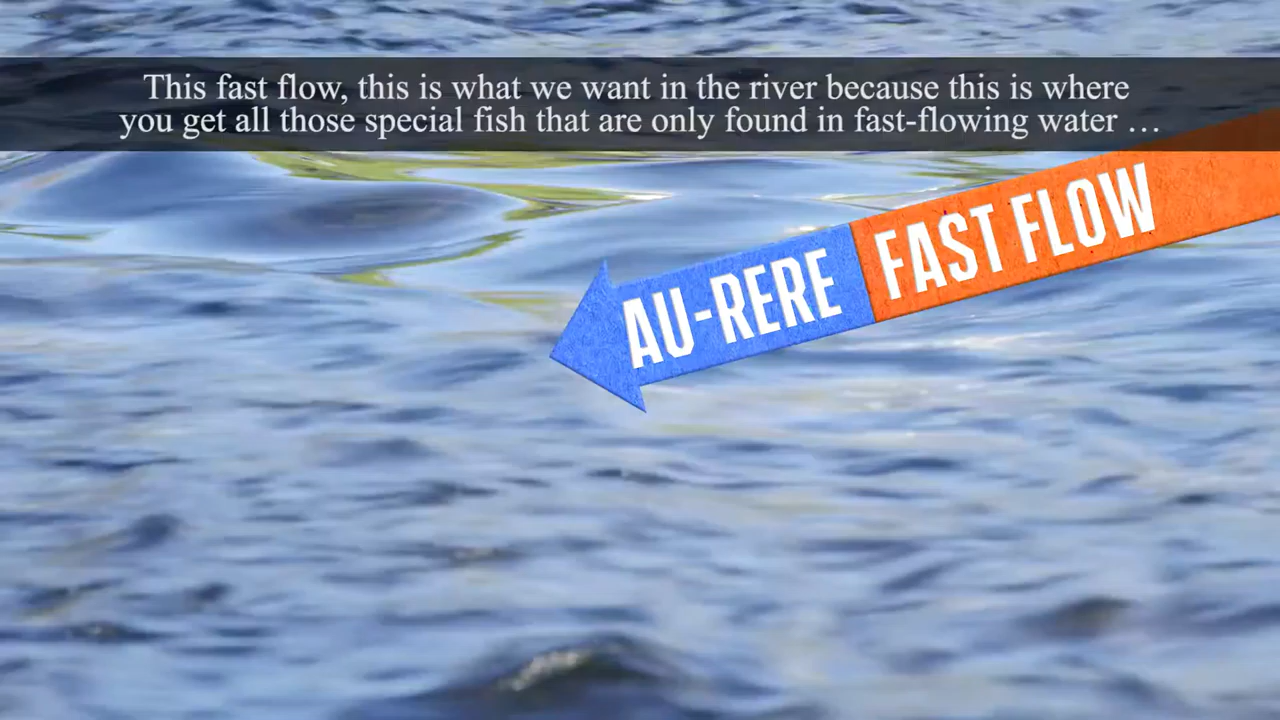 This fast flow, this is what we want in the river because this is where
you get all those special fish that are only found in fast-flowing water …
AU-RERE FAST FLOW